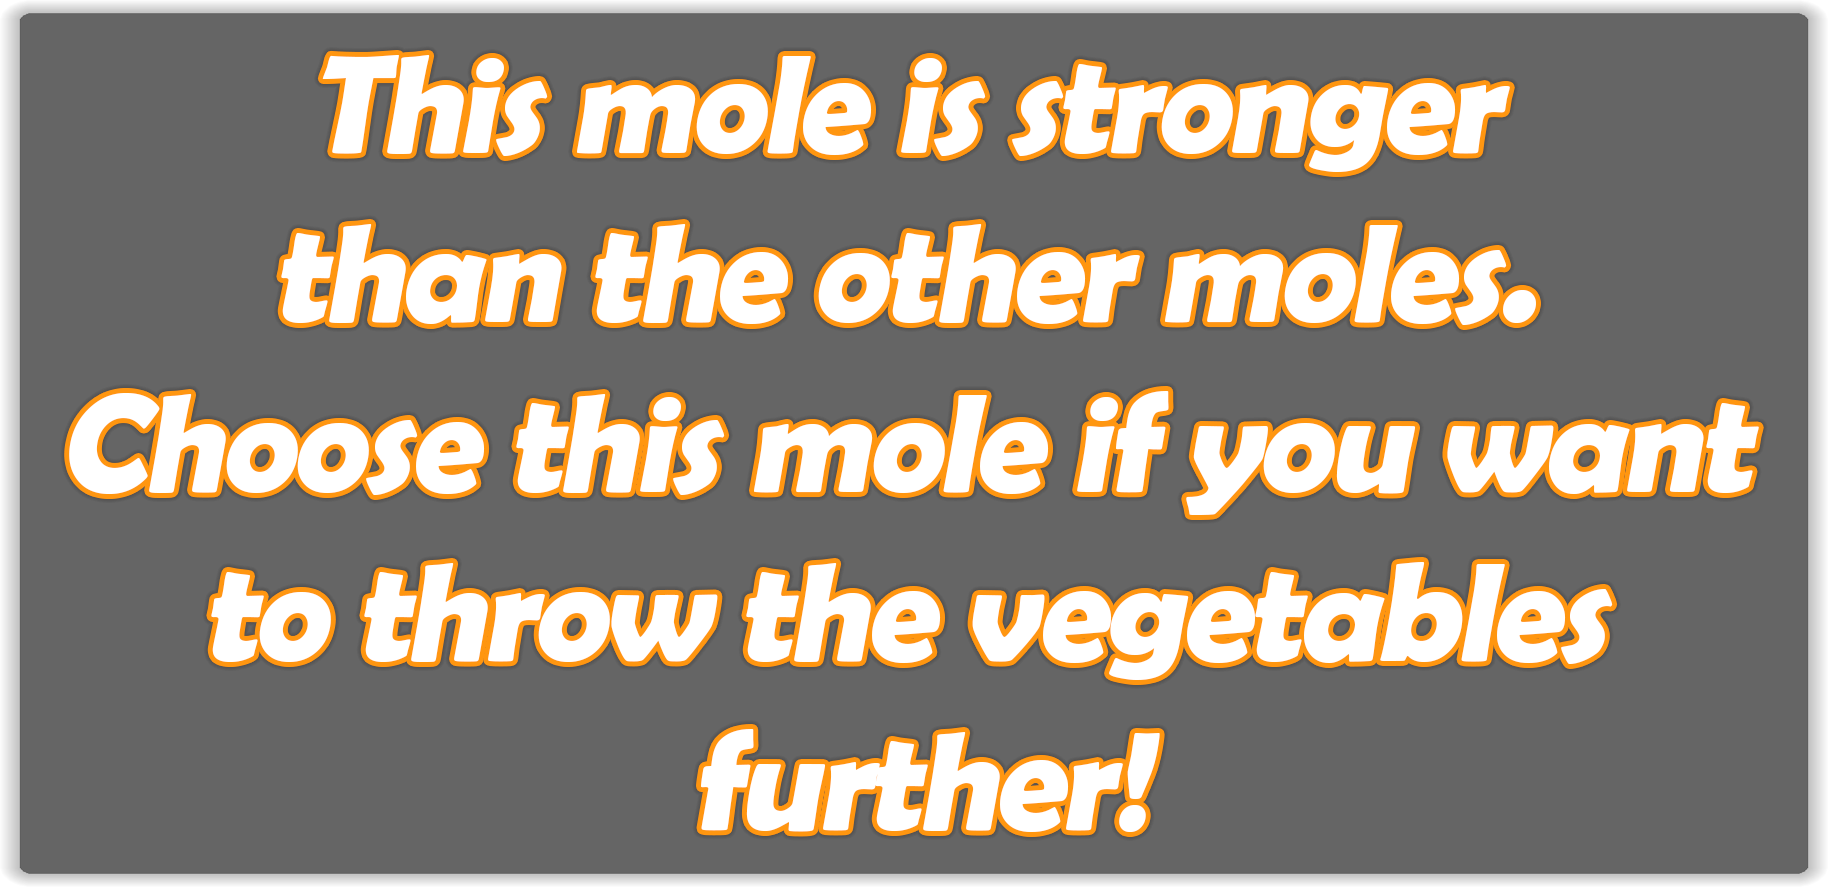 This mole is stronger
than the other moles.
Choose this mole if you want
to throw the vegetables
further!